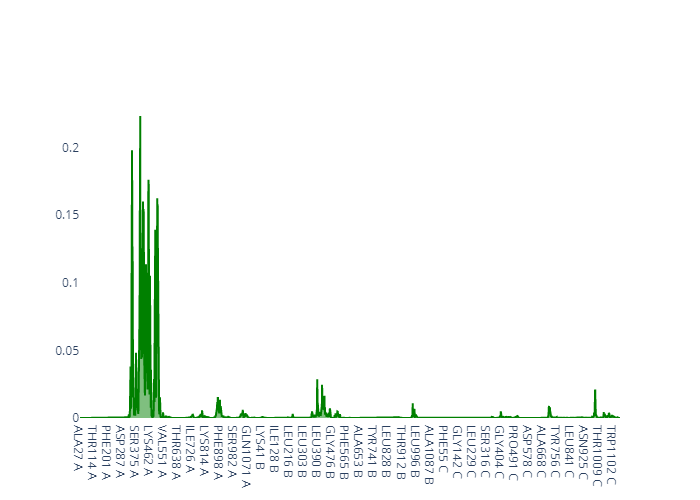 0.2
0.15
0.1
0.05
0
ALA27 A
THR114 A
PHE201 A
ASP287 A
SER375 A
LYS462 A
VAL551 A
THR638 A
ILE726 A
LYS814 A
PHE898 A
SER982 A
GLN1071 A
LYS41 B
ILE128 B
LEU216 B
LEU303 B
LEU390 B
GLY476 B
PHE565 B
ALA653 B
TYR741 B
LEU828 B
THR912 B
LEU996 B
ALA1087 B
PHE55 C
GLY142 C
LEU229 C
SER316 C
GLY404 C
PRO491 C
ASP578 C
ALA668 C
TYR756 C
LEU841 C
ASN925 C
THR1009 C
TRP1102 C